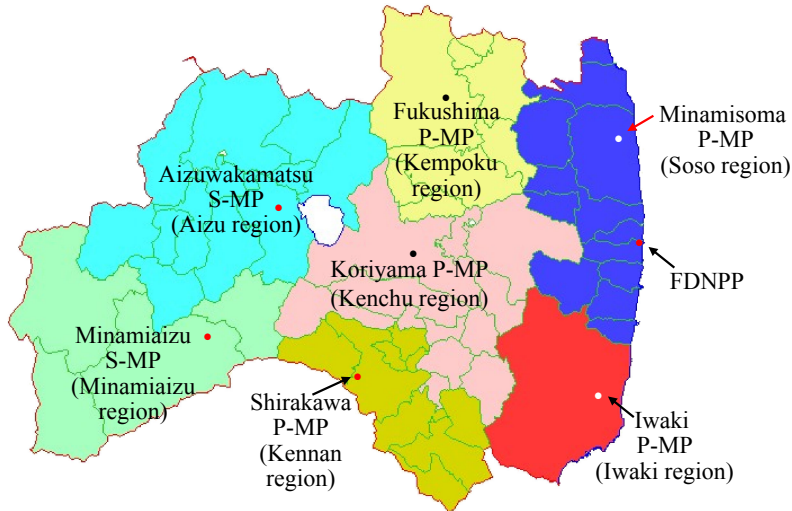 Fukushima
P-MP
(Kempoku
region)
Minamisoma
P-MP
(Soso region)
Aizuwakamatsu
S-MP
(Aizu region)
Koriyama P-MP
(Kenchu region)
FDNPP
Minamiaizu
S-MP
(Minamiaizu
region)
Shirakawa
P-MP
(Kennan
region)
Iwaki
P-MP
(Iwaki region)